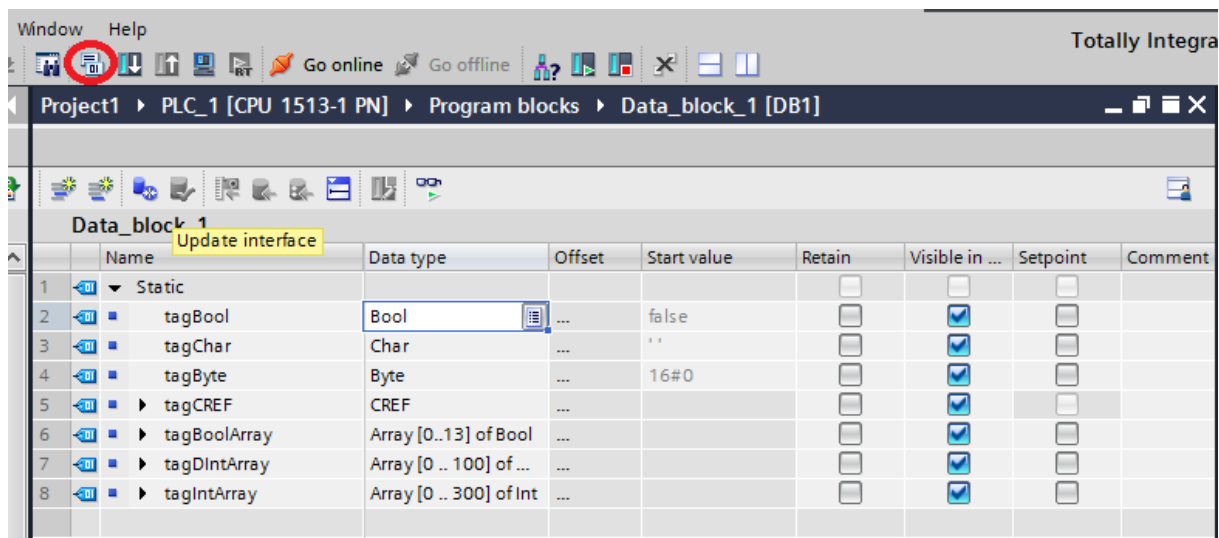 Window Help
Totally Integra
Go online Go offline
Project1 ▸ PLC_1 [CPU 1513-1 PN] ▸ Program blocks ▸ Data_block_1 [DB1]
Data_block_1
Update interface
Name Data type Offset Start value Retain Visible in ... Setpoint Comment
1 Static
2 tagBool Bool ... false
3 tagChar Char ... ' '
4 tagByte Byte ... 16#0
5 tagCREF CREF ...
6 tagBoolArray Array [0..13] of Bool ...
7 tagDIntArray Array [0 .. 100] of ... ...
8 tagIntArray Array [0 .. 300] of Int ...